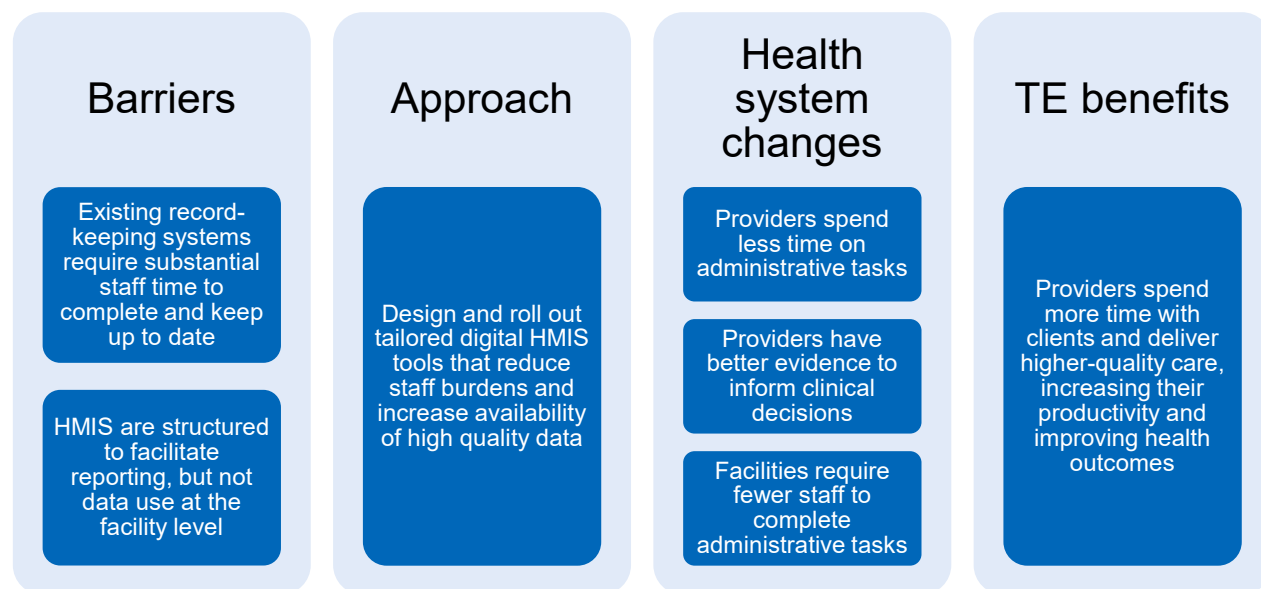 Barriers
Existing record-
keeping systems
require substantial
staff time to
complete and keep
up to date
HMIS are structured
to facilitate
reporting, but not
data use at the
facility level
Approach
Design and roll out
tailored digital HMIS
tools that reduce
staff burdens and
increase availability
of high quality data
Health
system
changes
Providers spend
less time on
administrative tasks
Providers have
better evidence to
inform clinical
decisions
Facilities require
fewer staff to
complete
administrative tasks
TE benefits
Providers spend
more time with
clients and deliver
higher-quality care,
increasing their
productivity and
improving health
outcomes